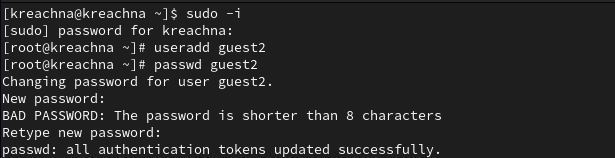 [kreachna@kreachna ~]$ sudo -i
[sudo] password for kreachna:
[root@kreachna ~]# useradd guest2
[root@kreachna ~]# passwd guest2
Changing password for user guest2.
New password:
BAD PASSWORD: The password is shorter than 8 characters
Retype new password:
passwd: all authentication tokens updated successfully.